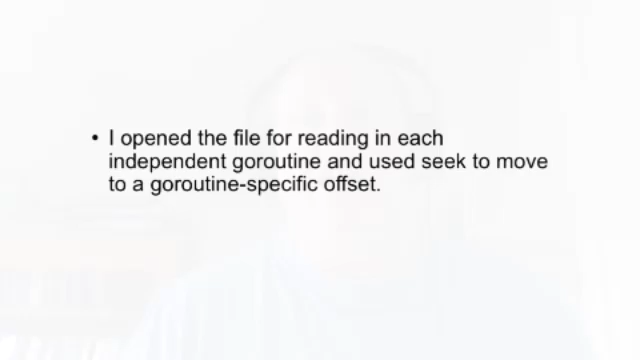 • I opened the file for reading in each
independent goroutine and used seek to move
to a goroutine-specific offset.